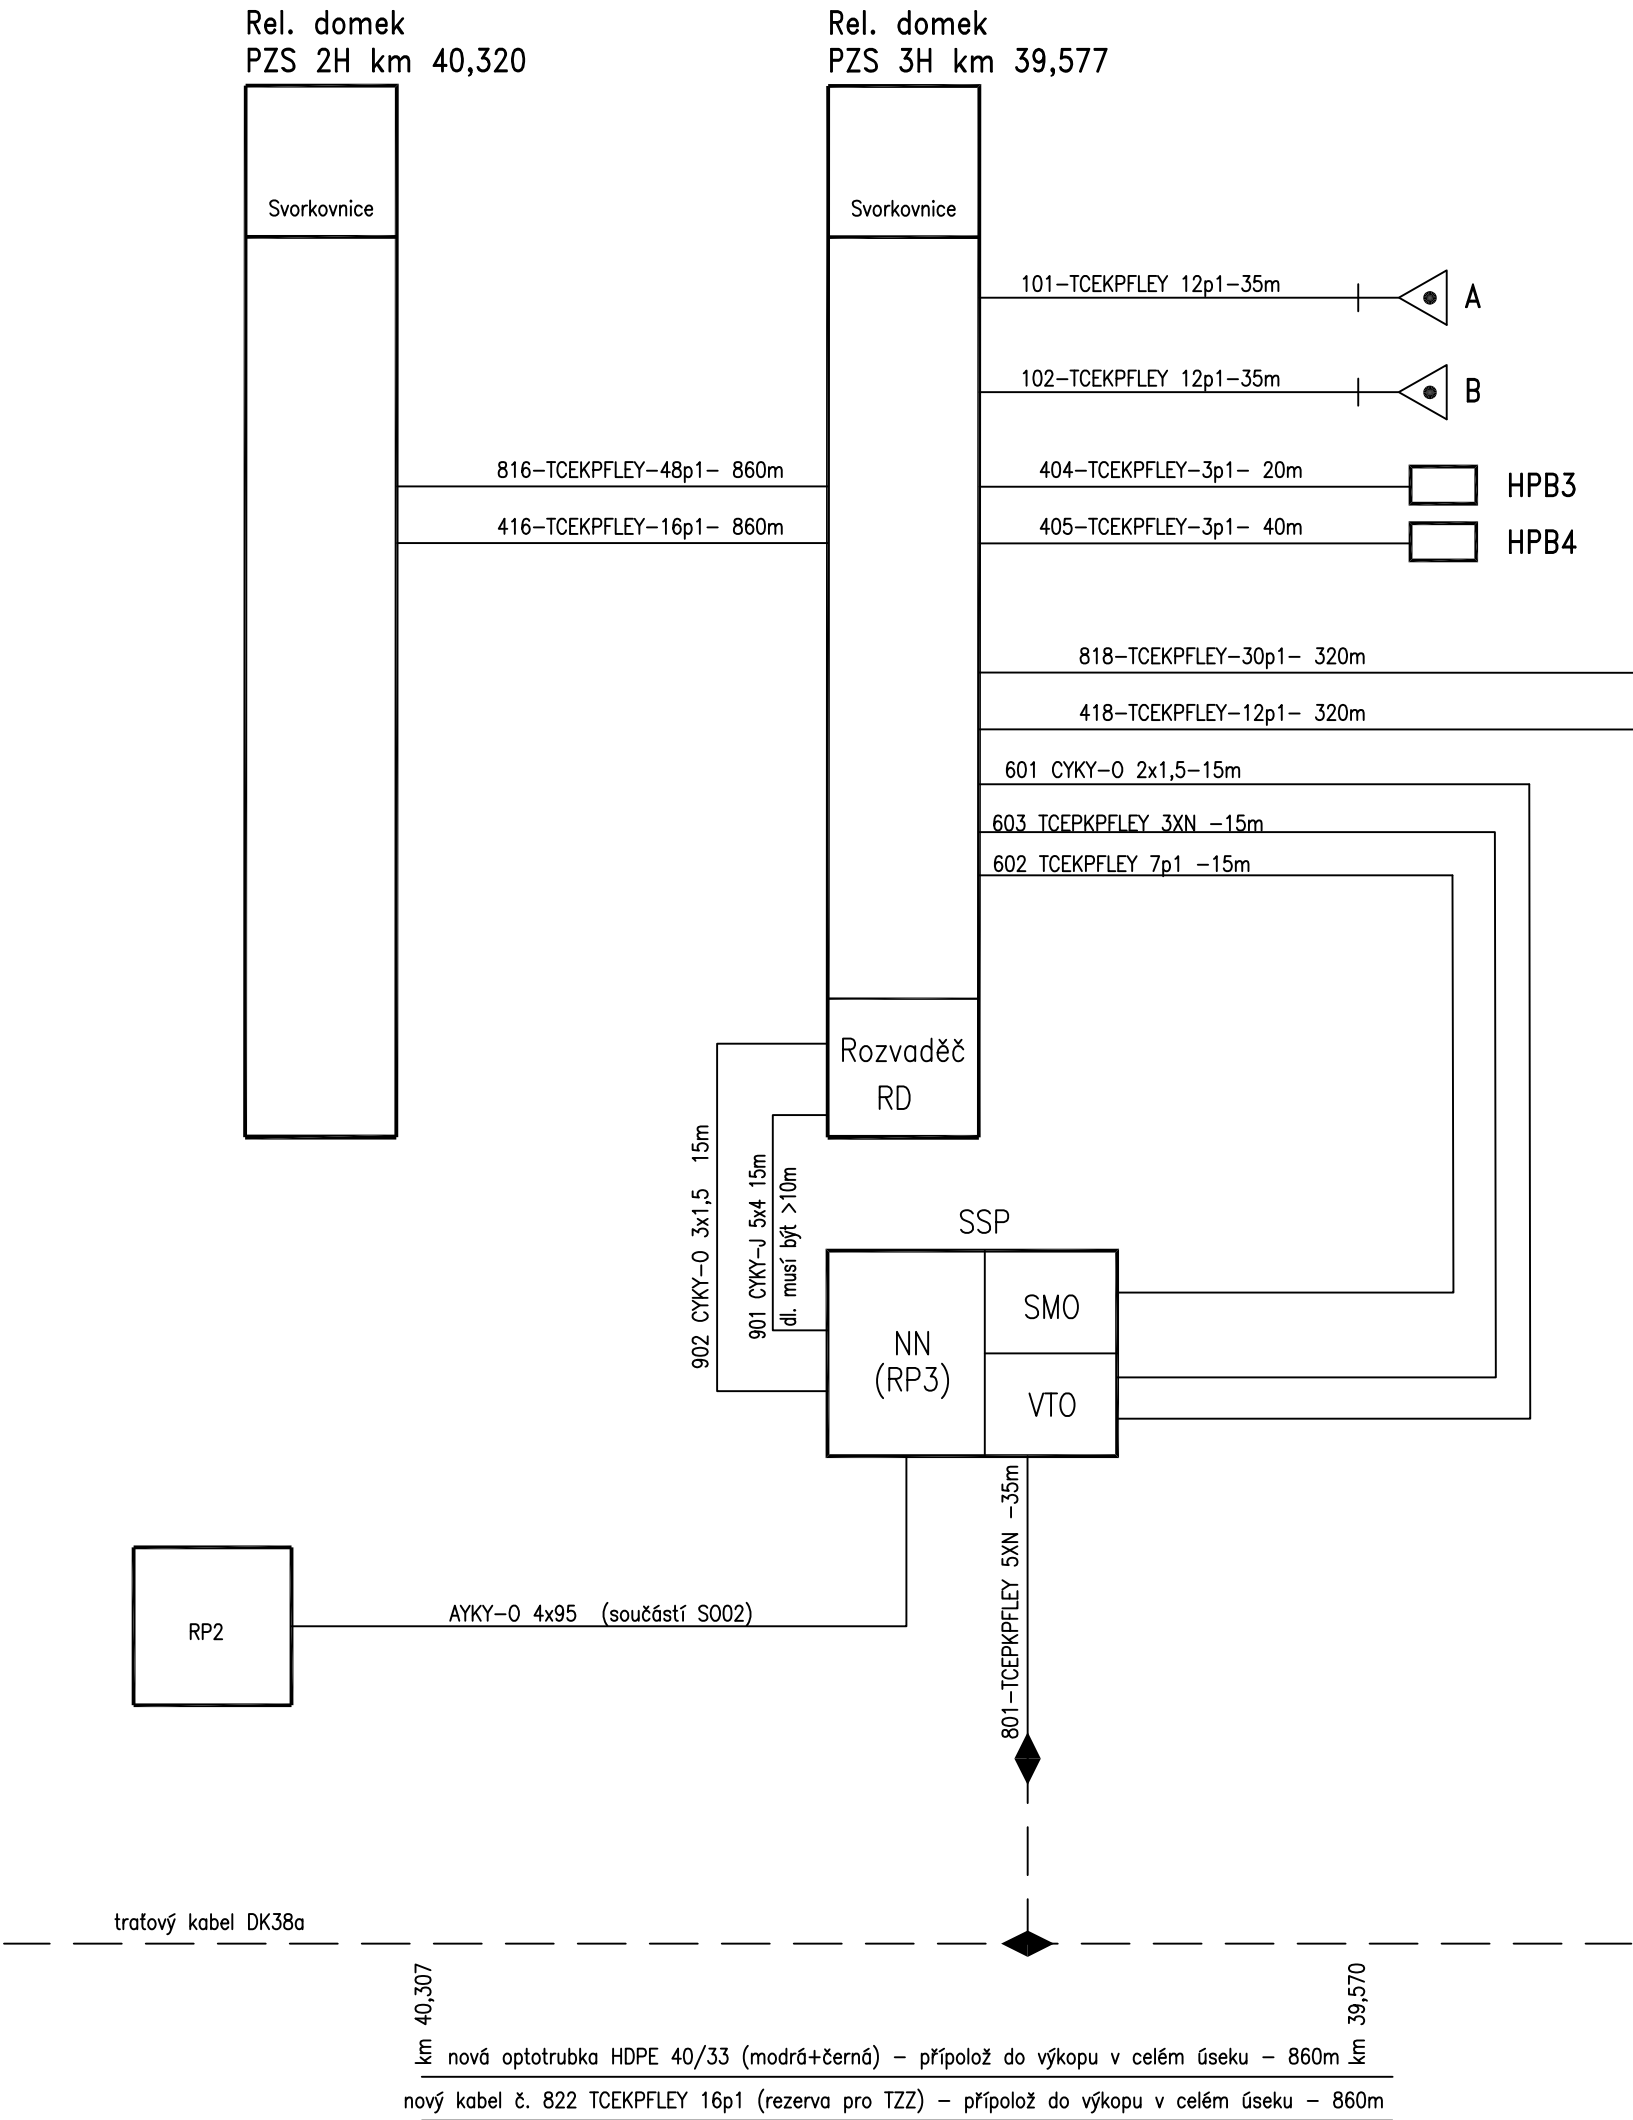 Rel. domek
PZS 2H km 40,320
Rel. domek
PZS 3H km 39,577
Svorkovnice
Svorkovnice
101-TCEKPFLEY 12p1-35m
A
102-TCEKPFLEY 12p1-35m
B
816-TCEKPFLEY-48p1- 860m
404-TCEKPFLEY-3p1- 20m
HPB3
416-TCEKPFLEY-16p1- 860m
405-TCEKPFLEY-3p1- 40m
HPB4
818-TCEKPFLEY-30p1- 320m
418-TCEKPFLEY-12p1- 320m
601 CYKY-O 2x1,5-15m
603 TCEPKPFLEY 3XN -15m
602 TCEKPFLEY 7p1 -15m
Rozvaděč
RD
902 CYKY-O 3x1,5 15m
901 CYKY-J 5x4 15m
dl. musí být >10m
SSP
NN
(RP3)
SMO
VTO
801-TCEPKPFLEY 5XN -35m
RP2
AYKY-O 4x95 (součástí SO02)
traťový kabel DK38a
km 40,307
km 39,570
nová optotrubka HDPE 40/33 (modrá+černá) - přípolož do výkopu v celém úseku - 860m
nový kabel č. 822 TCEKPFLEY 16p1 (rezerva pro TZZ) - přípolož do výkopu v celém úseku - 860m